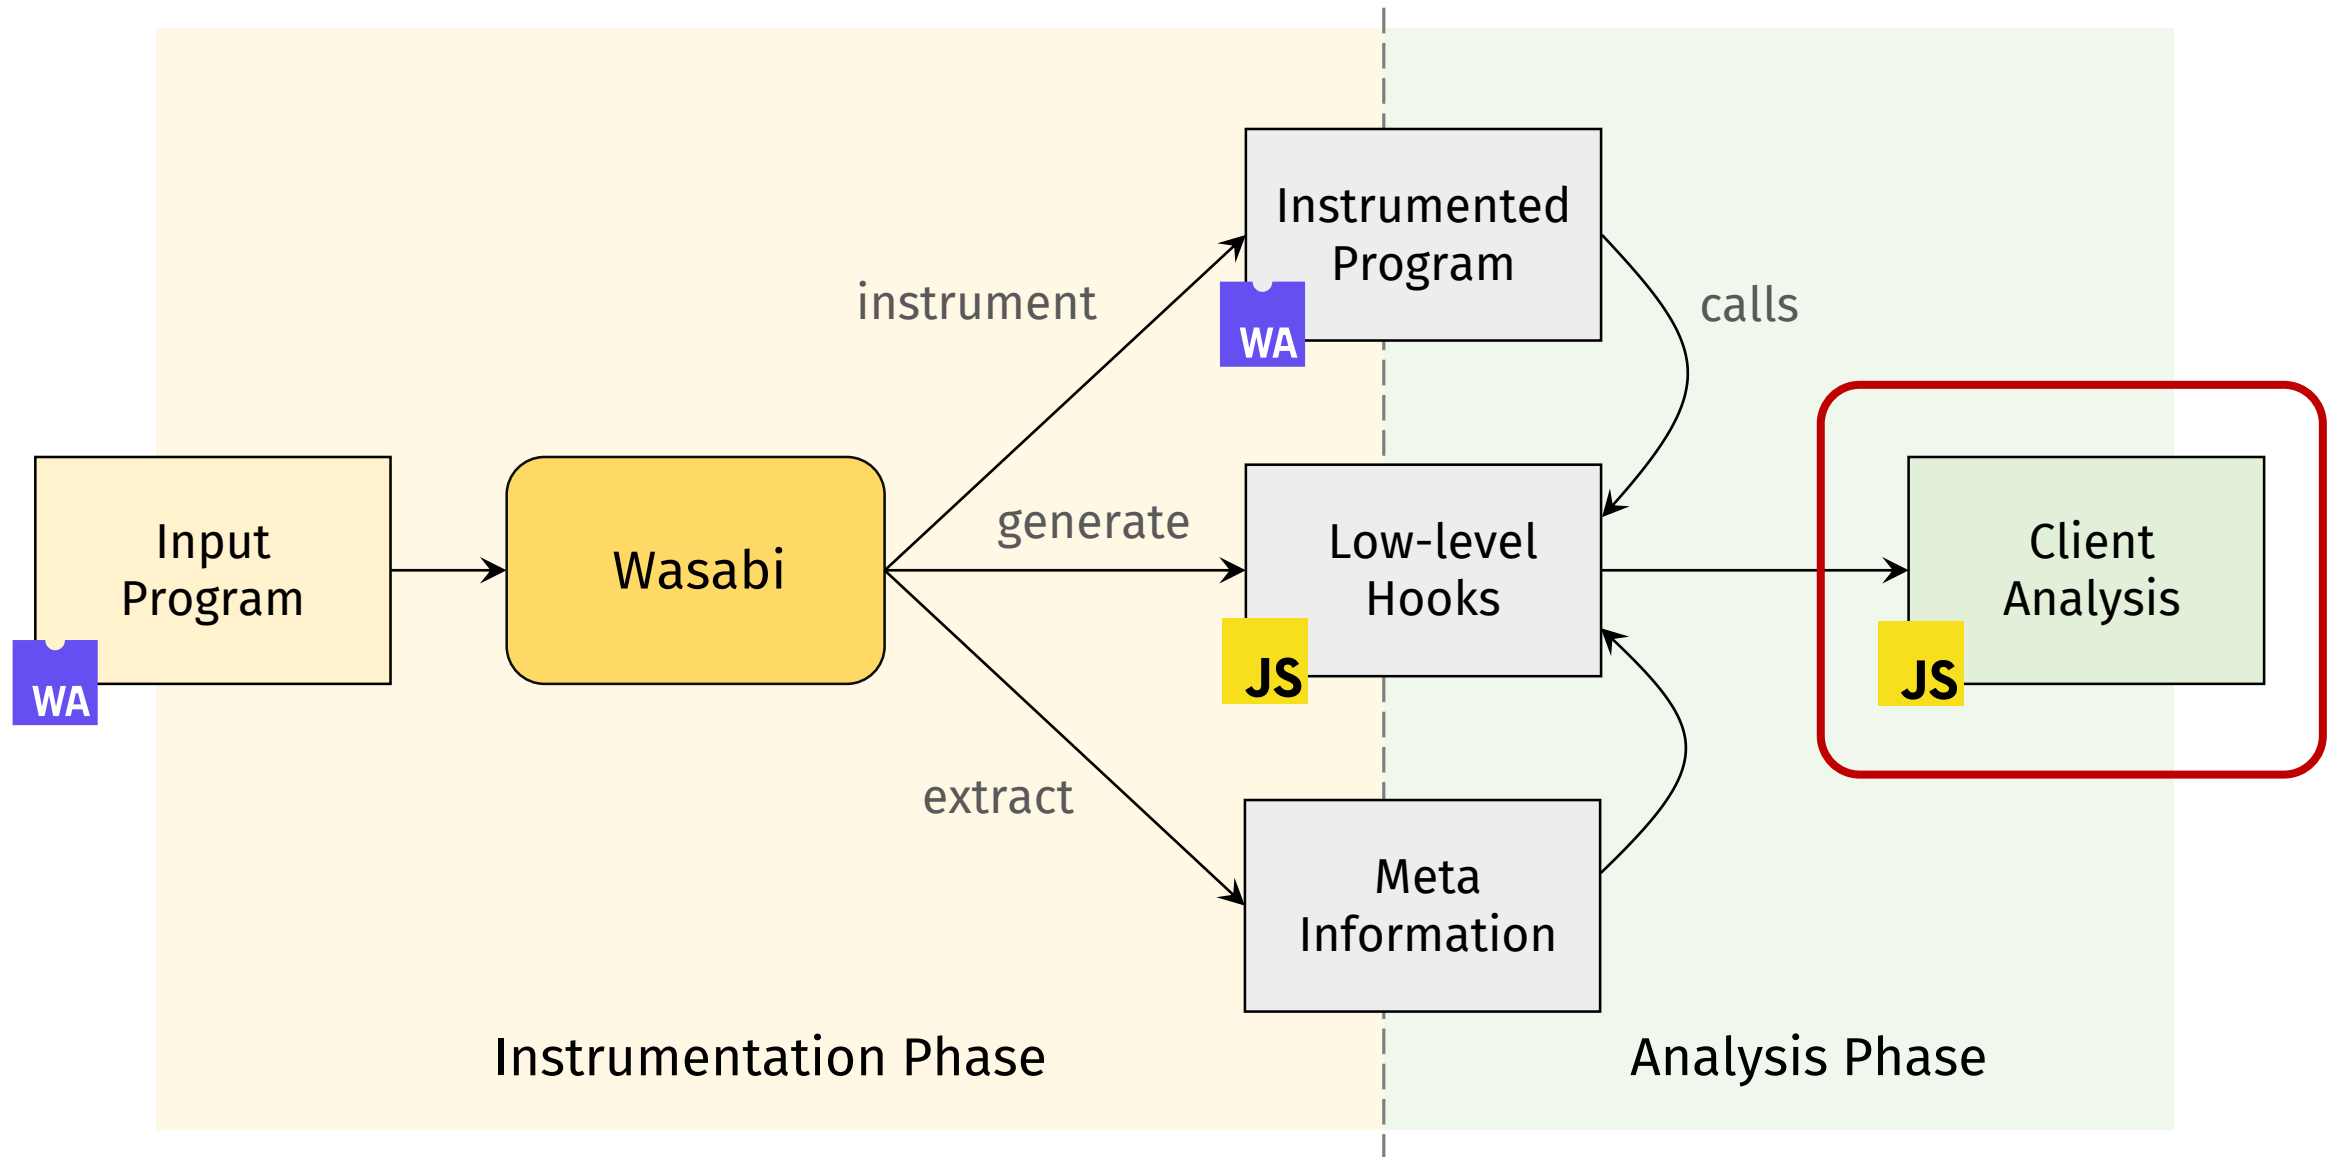 Instrumented
Program
WA
instrument
calls
Input
Program
WA
Wasabi
generate
Low-level
Hooks
JS
Client
Analysis
JS
extract
Meta
Information
Instrumentation Phase
Analysis Phase